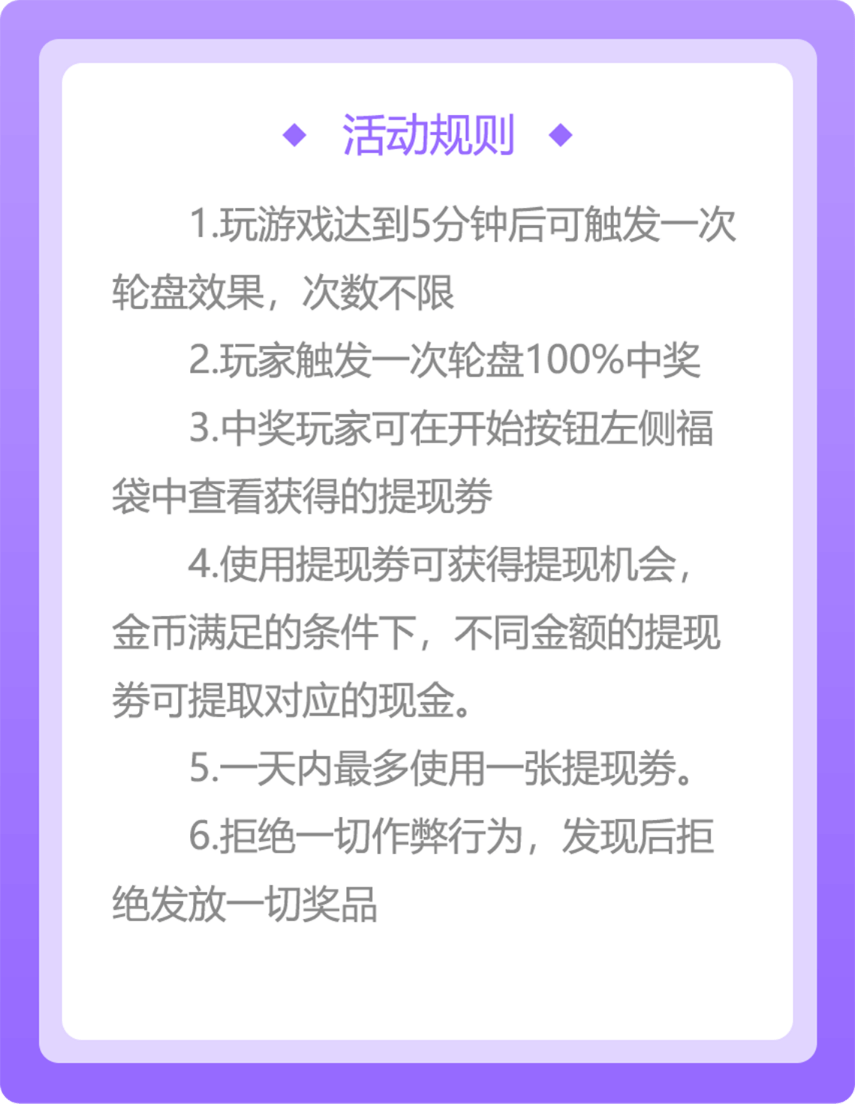 活动规则
1.玩游戏达到5分钟后可触发一次
轮盘效果，次数不限
2.玩家触发一次轮盘100%中奖
3.中奖玩家可在开始按钮左侧福
袋中查看获得的提现劵
4.使用提现劵可获得提现机会，
金币满足的条件下，不同金额的提现
劵可提取对应的现金。
5.一天内最多使用一张提现劵。
6.拒绝一切作弊行为，发现后拒
绝发放一切奖品